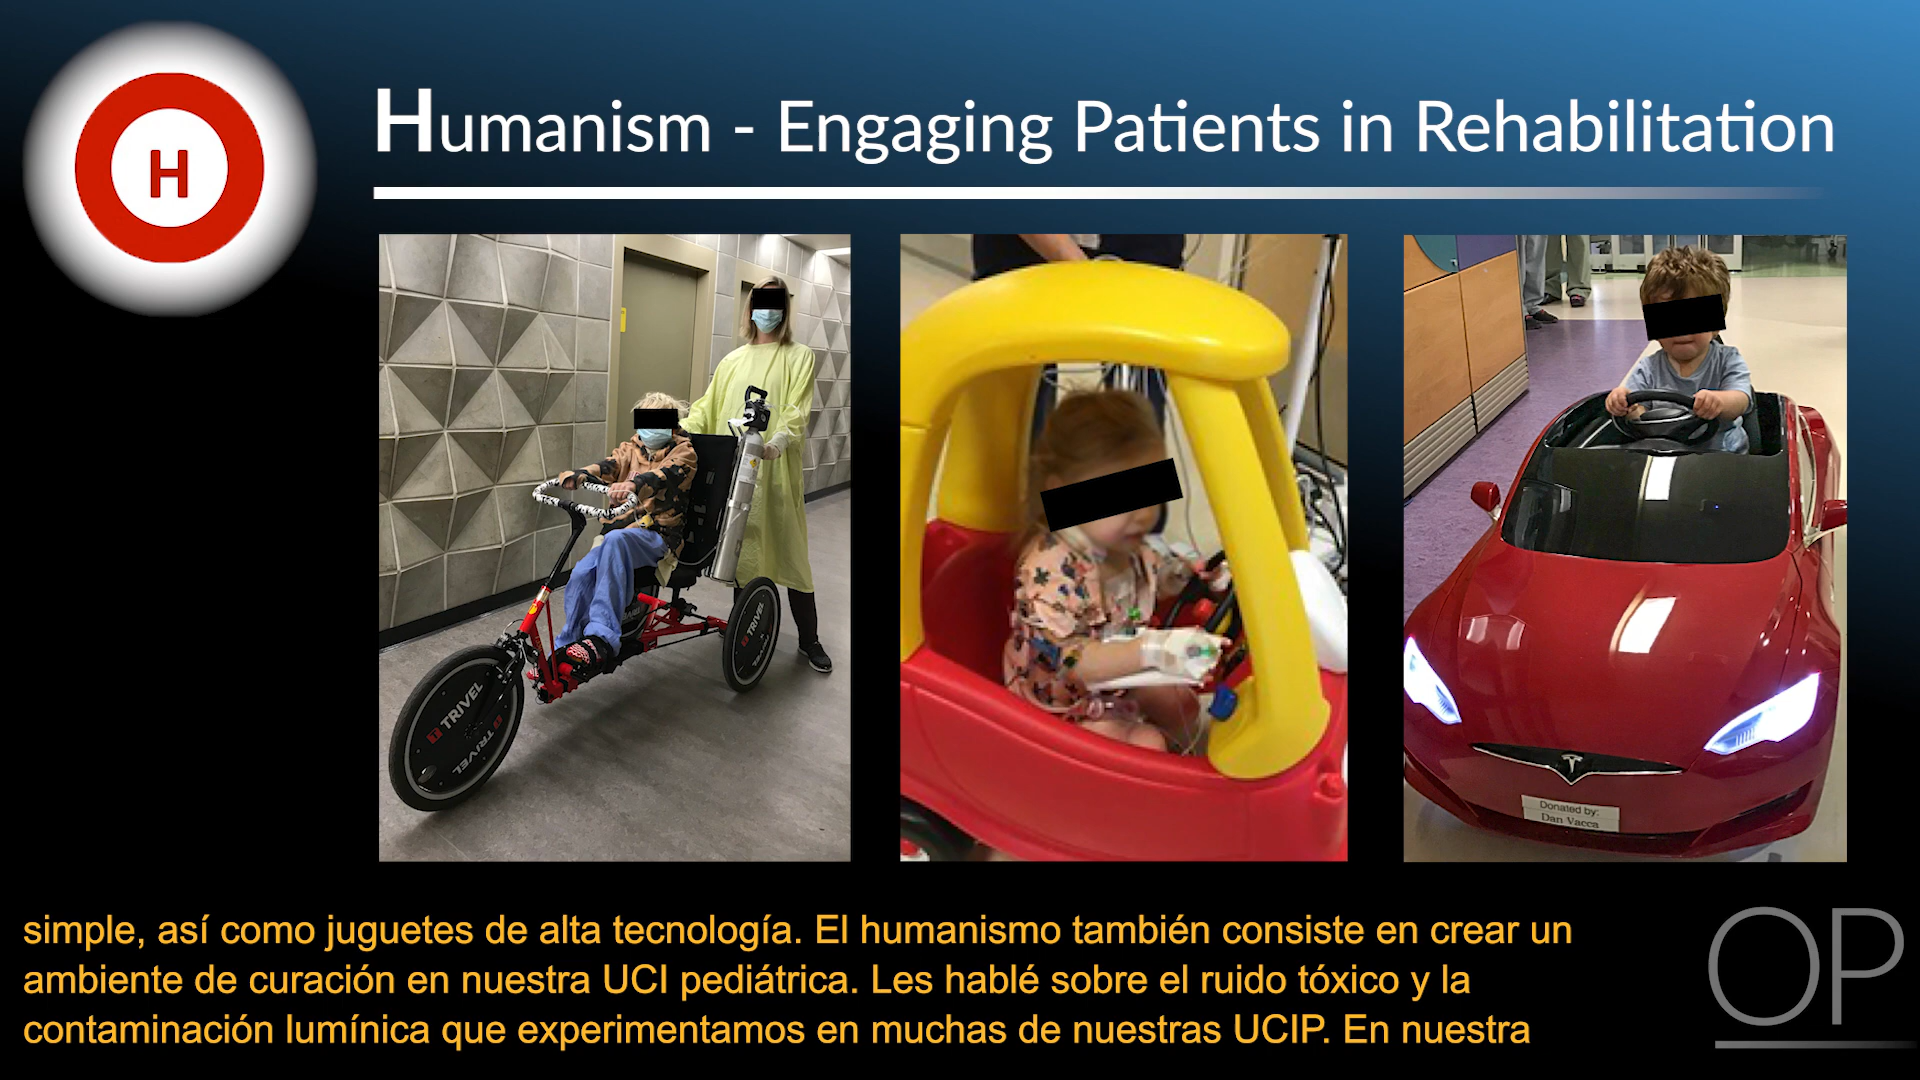 H
Humanism - Engaging Patients in Rehabilitation
TRIVEL
TRIVEL
TRIVEL
Donated by:
Dan Vacca
simple, así como juguetes de alta tecnología. El humanismo también consiste en crear un
ambiente de curación en nuestra UCI pediátrica. Les hablé sobre el ruido tóxico y la
contaminación lumínica que experimentamos en muchas de nuestras UCIP. En nuestra
OP